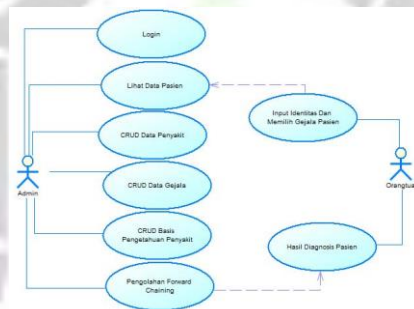 Login
Lihat Data Pasien
Input Identitas Dan
Memilih Gejala Pasien
CRUD Data Penyakit
Admin
Orangtua
CRUD Data Gejala
CRUD Basis
Pengetahuan Penyakit
Hasil Diagnosis Pasien
Pengolahan Forward
Chaining